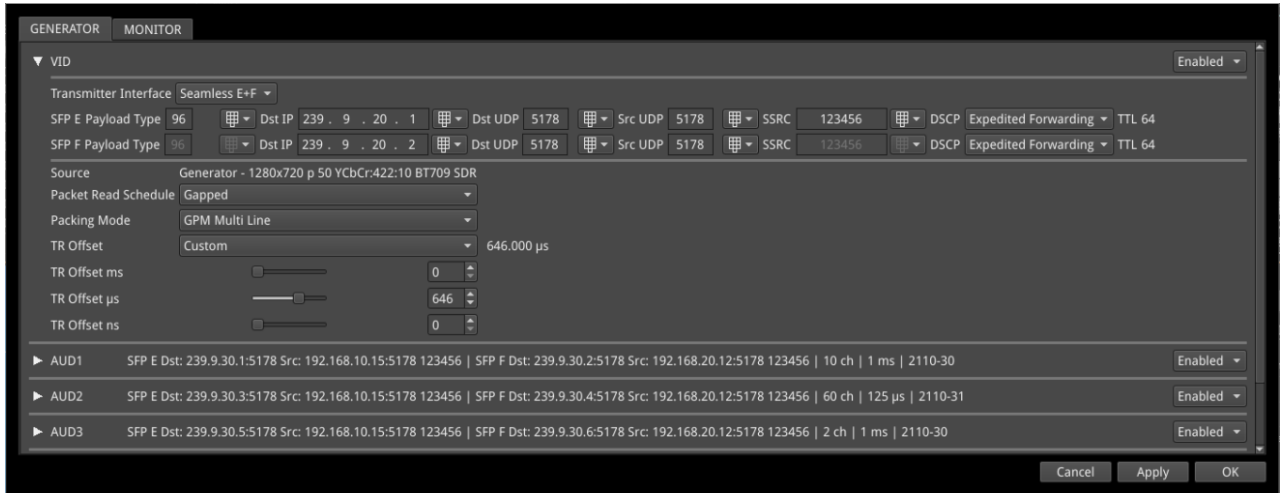 GENERATOR MONITOR
VID Enabled
Transmitter Interface Seamless E+F
SFP E Payload Type 96 Dst IP 239 . 9 . 20 . 1 Dst UDP 5178 Src UDP 5178 SSRC 123456 DSCP Expedited Forwarding TTL 64
SFP F Payload Type 96 Dst IP 239 . 9 . 20 . 2 Dst UDP 5178 Src UDP 5178 SSRC 123456 DSCP Expedited Forwarding TTL 64
Source Generator - 1280x720 p 50 YCbCr:422:10 BT709 SDR
Packet Read Schedule Gapped
Packing Mode GPM Multi Line
TR Offset Custom 646.000 µs
TR Offset ms 0
TR Offset µs 646
TR Offset ns 0
AUD1 SFP E Dst: 239.9.30.1:5178 Src: 192.168.10.15:5178 123456 | SFP F Dst: 239.9.30.2:5178 Src: 192.168.20.12:5178 123456 | 10 ch | 1 ms | 2110-30 Enabled
AUD2 SFP E Dst: 239.9.30.3:5178 Src: 192.168.10.15:5178 123456 | SFP F Dst: 239.9.30.4:5178 Src: 192.168.20.12:5178 123456 | 60 ch | 125 µs | 2110-31 Enabled
AUD3 SFP E Dst: 239.9.30.5:5178 Src: 192.168.10.15:5178 123456 | SFP F Dst: 239.9.30.6:5178 Src: 192.168.20.12:5178 123456 | 2 ch | 1 ms | 2110-30 Enabled
Cancel Apply OK